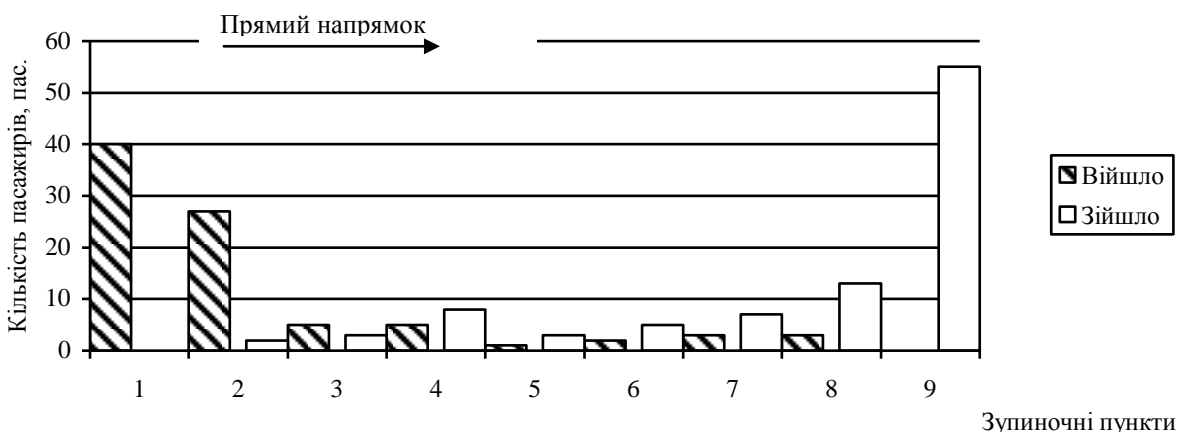 Прямий напрямок
Кількість пасажирів, пас.
60
50
40
30
20
10
0
1 2 3 4 5 6 7 8 9
Зупиночні пункти
Війшло
Зійшло